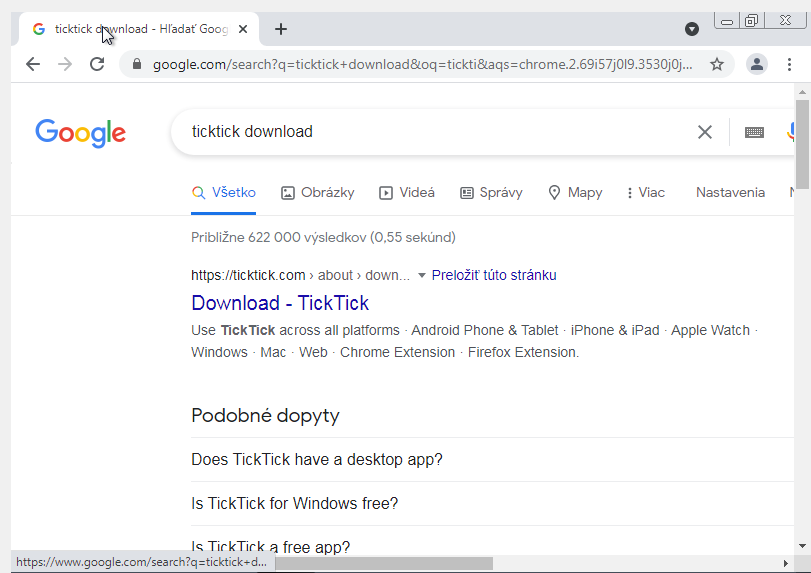 ticktick download - Hľadať Goog
google.com/search?q=ticktick+download&oq=tickti&aqs=chrome.2.69i57j0l9.3530j0j...
Google
ticktick download
Všetko Obrázky Videá Správy Mapy Viac Nastavenia
Približne 622 000 výsledkov (0,55 sekúnd)
https://ticktick.com › about › down... Preložiť túto stránku
Download - TickTick
Use TickTick across all platforms · Android Phone & Tablet · iPhone & iPad · Apple Watch ·
Windows · Mac · Web · Chrome Extension · Firefox Extension.
Podobné dopyty
Does TickTick have a desktop app?
Is TickTick for Windows free?
Is TickTick a free app?
https://www.google.com/search?q=ticktick+d...